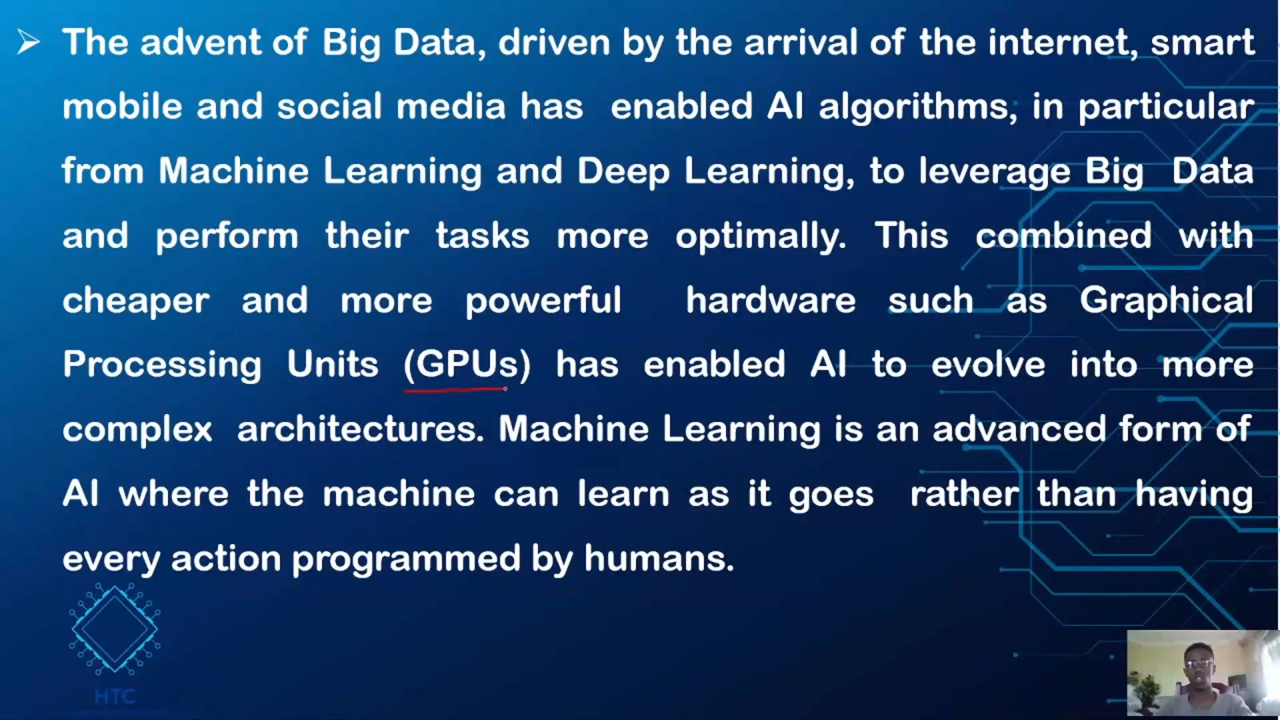 The advent of Big Data, driven by the arrival of the internet, smart
mobile and social media has enabled AI algorithms, in particular
from Machine Learning and Deep Learning, to leverage Big Data
and perform their tasks more optimally. This combined with
cheaper and more powerful hardware such as Graphical
Processing Units (GPUs) has enabled AI to evolve into more
complex architectures. Machine Learning is an advanced form of
AI where the machine can learn as it goes rather than having
every action programmed by humans.
HTC